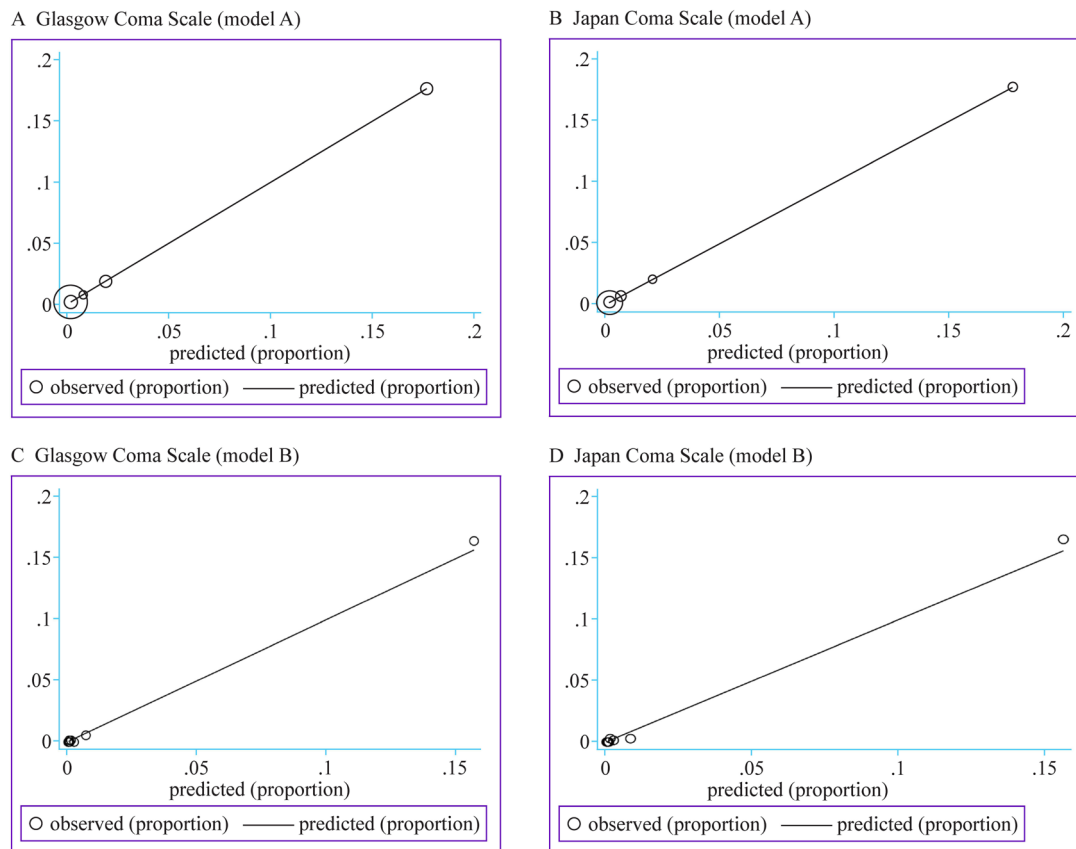 A Glasgow Coma Scale (model A)
.2
.15
.1
.05
0
0 .05 .1 .15 .2
predicted (proportion)
observed (proportion) predicted (proportion)
B Japan Coma Scale (model A)
.2
.15
.1
.05
0
0 .05 .1 .15 .2
predicted (proportion)
observed (proportion) predicted (proportion)
C Glasgow Coma Scale (model B)
.2
.15
.1
.05
0
0 .05 .1 .15
predicted (proportion)
observed (proportion) predicted (proportion)
D Japan Coma Scale (model B)
.2
.15
.1
.05
0
0 .05 .1 .15
predicted (proportion)
observed (proportion) predicted (proportion)